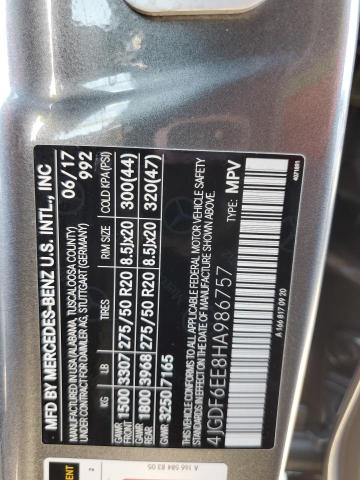 MFD BY MERCEDES-BENZ U.S. INTL., INC
MANUFACTURED IN USA (ALABAMA, TUSCALOOSA COUNTY) 06/17
UNDER CONTRACT FOR DAIMLER AG, STUTTGART (GERMANY) 992
KG LB TIRES RIM SIZE COLD KPA(PSI)
GAWR FRONT 1500 3307 275/50 R20 8.5Jx20 300(44)
GAWR REAR 1800 3968 275/50 R20 8.5Jx20 320(47)
GVWR 3250 7165
THIS VEHICLE CONFORMS TO ALL APPLICABLE FEDERAL MOTOR VEHICLE SAFETY
STANDARDS IN EFFECT ON THE DATE OF MANUFACTURE SHOWN ABOVE.
4JGDF6EE8HA986757 TYPE: MPV
A 166 817 09 20
A 166 584 83 05
2